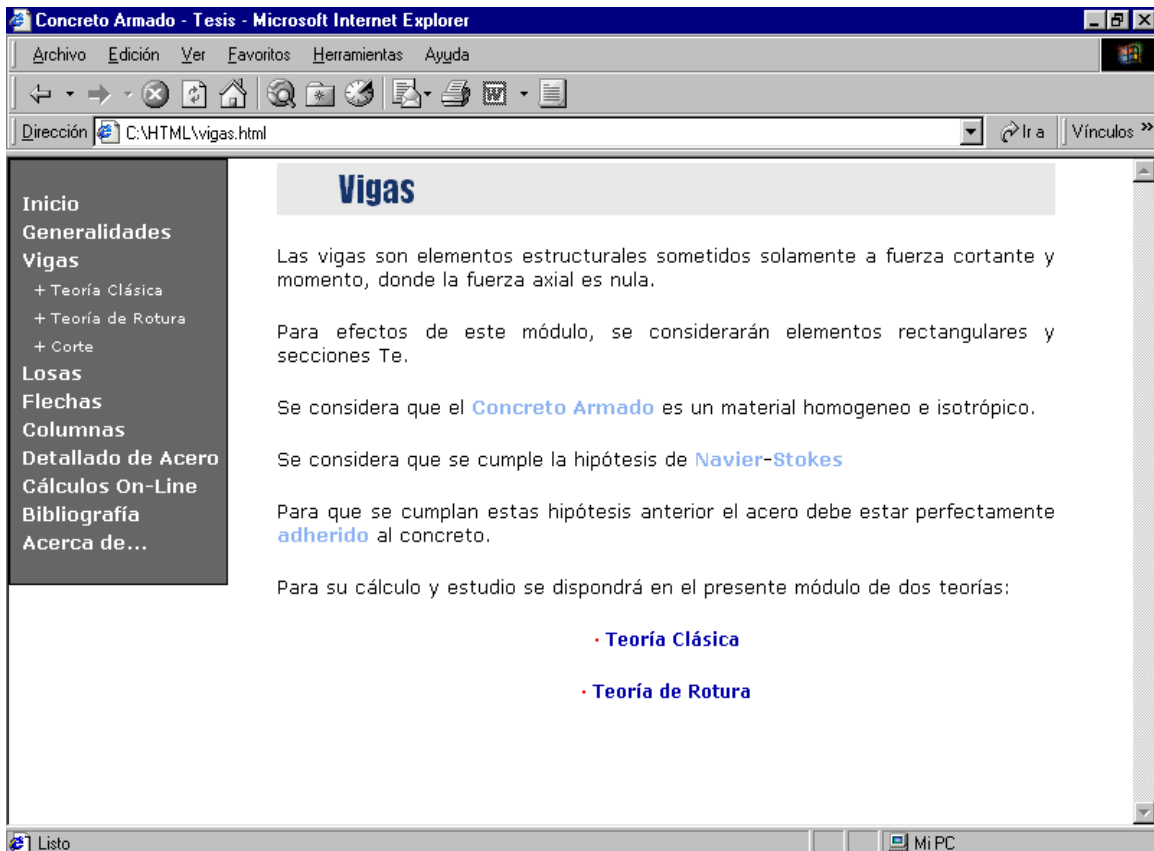 Concreto Armado - Tesis - Microsoft Internet Explorer
Archivo Edición Ver Favoritos Herramientas Ayuda
Dirección C:\HTML\vigas.html Ir a Vínculos »
Inicio
Generalidades
Vigas
+ Teoría Clásica
+ Teoría de Rotura
+ Corte
Losas
Flechas
Columnas
Detallado de Acero
Cálculos On-Line
Bibliografía
Acerca de...
Vigas
Las vigas son elementos estructurales sometidos solamente a fuerza cortante y
momento, donde la fuerza axial es nula.
Para efectos de este módulo, se considerarán elementos rectangulares y
secciones Te.
Se considera que el Concreto Armado es un material homogeneo e isotrópico.
Se considera que se cumple la hipótesis de Navier-Stokes
Para que se cumplan estas hipótesis anterior el acero debe estar perfectamente
adherido al concreto.
Para su cálculo y estudio se dispondrá en el presente módulo de dos teorías:
· Teoría Clásica
· Teoría de Rotura
Listo Mi PC